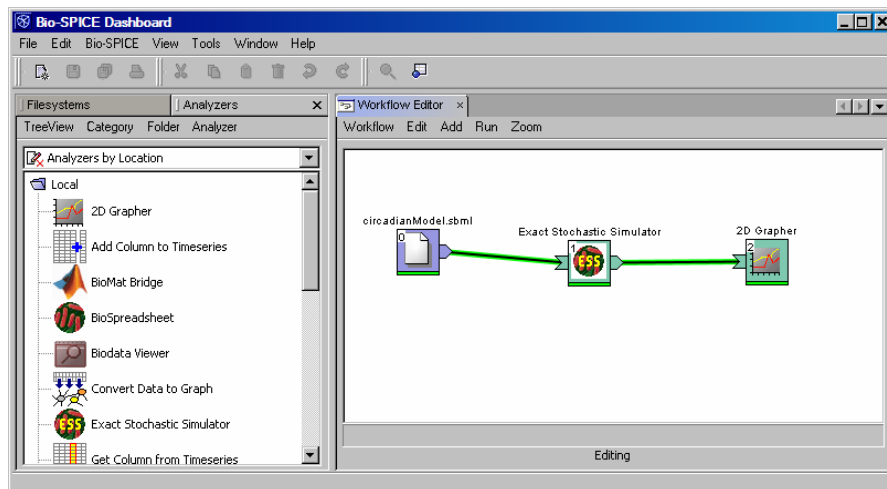 Bio-SPICE Dashboard
File Edit Bio-SPICE View Tools Window Help
Filesystems
Analyzers
TreeView Category Folder Analyzer
Analyzers by Location
Local
2D Grapher
Add Column to Timeseries
BioMat Bridge
BioSpreadsheet
Biodata Viewer
Convert Data to Graph
ESS
Exact Stochastic Simulator
Get Column from Timeseries
Workflow Editor
Workflow Edit Add Run Zoom
circadianModel.sbml
0
Exact Stochastic Simulator
1
ESS
2D Grapher
2
Editing